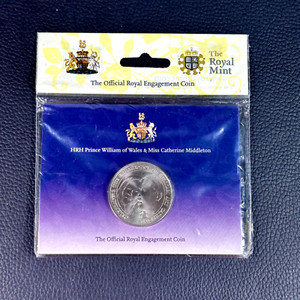 The
Royal
Mint
The Official Royal Engagement Coin
HRH Prince William of Wales & Miss Catherine Middleton
The Official Royal Engagement Coin